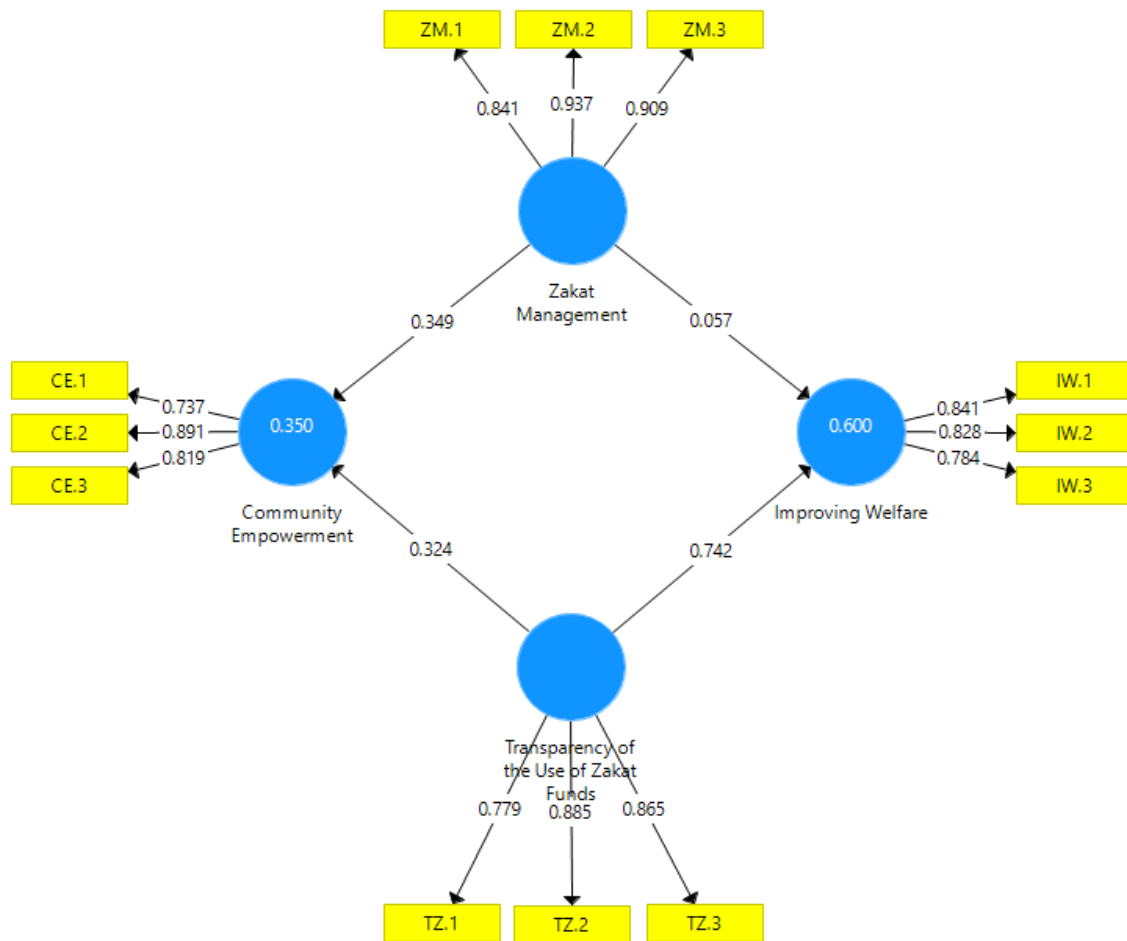 ZM.1 ZM.2 ZM.3
0.841 0.937 0.909
Zakat
Management
0.349 0.057
CE.1
CE.2
CE.3
0.737
0.891
0.819
0.350
Community
Empowerment
0.600
Improving Welfare
0.841
0.828
0.784
IW.1
IW.2
IW.3
0.324 0.742
Transparency of
the Use of Zakat
Funds
0.779 0.885 0.865
TZ.1 TZ.2 TZ.3